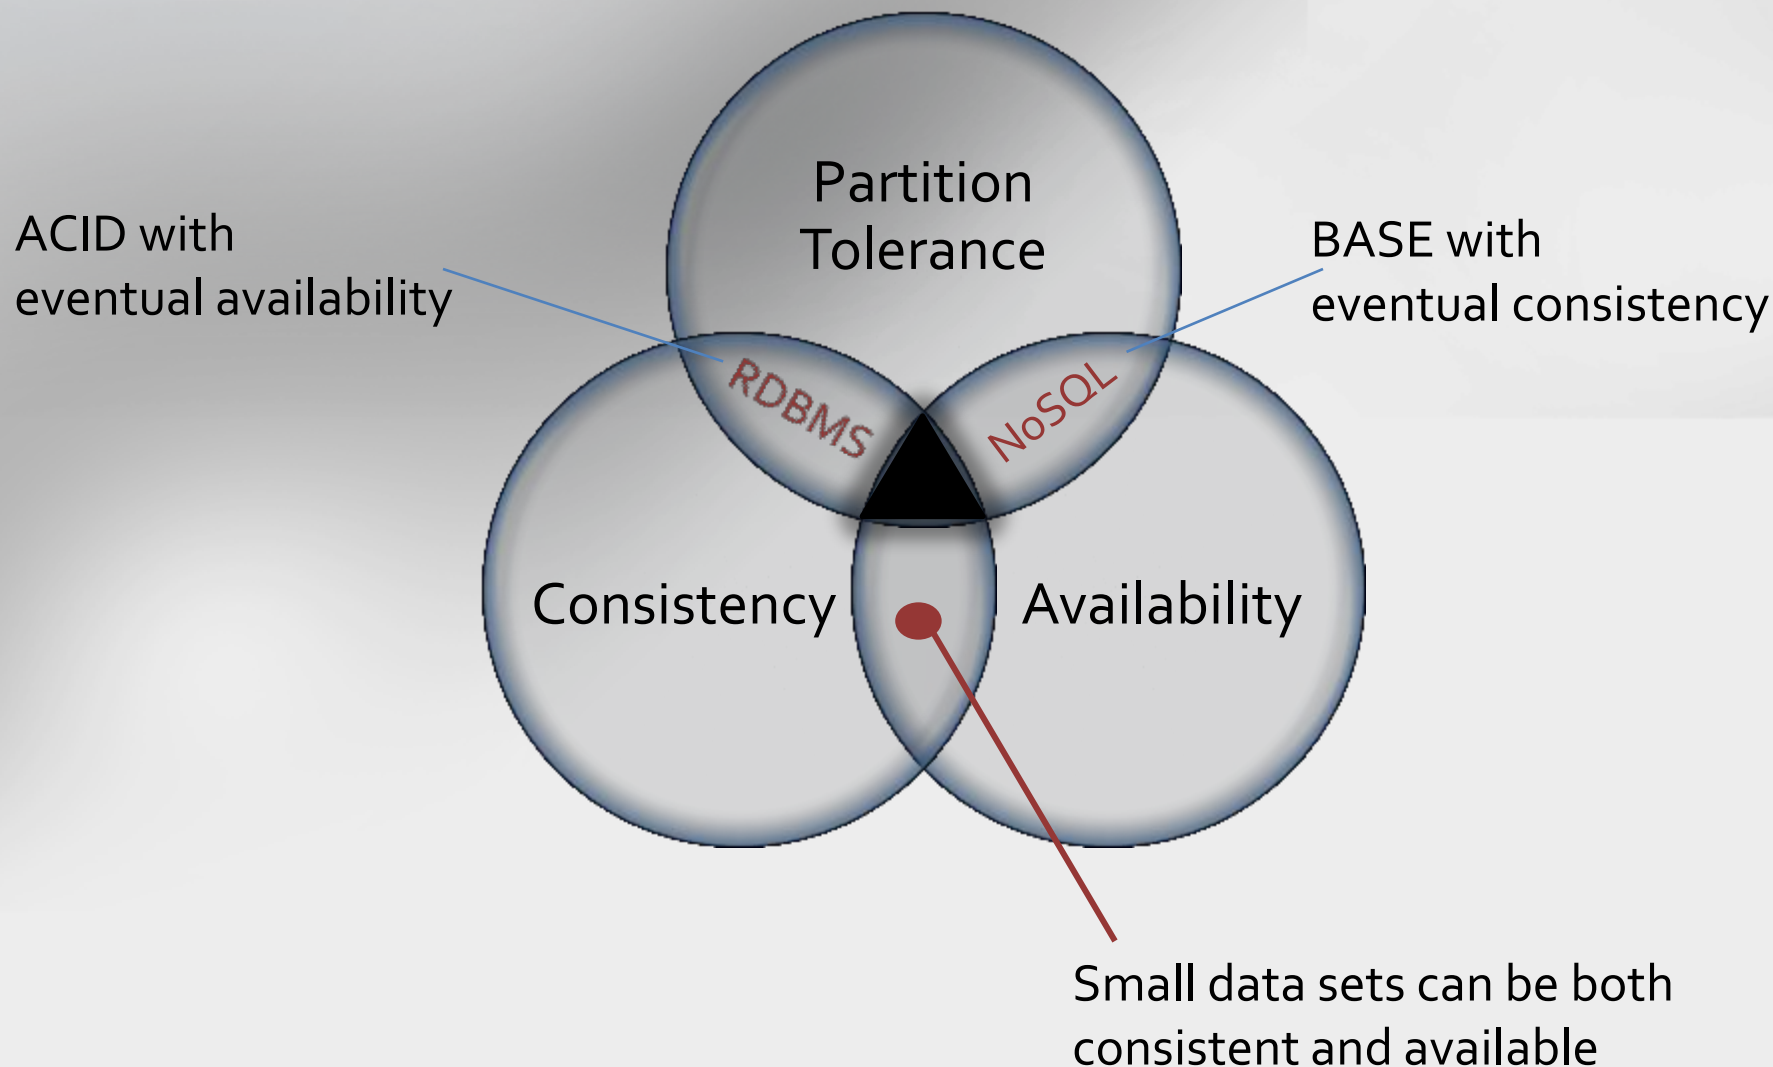 Partition
Tolerance
ACID with
eventual availability
BASE with
eventual consistency
RDBMS
NoSQL
Consistency
Availability
Small data sets can be both
consistent and available